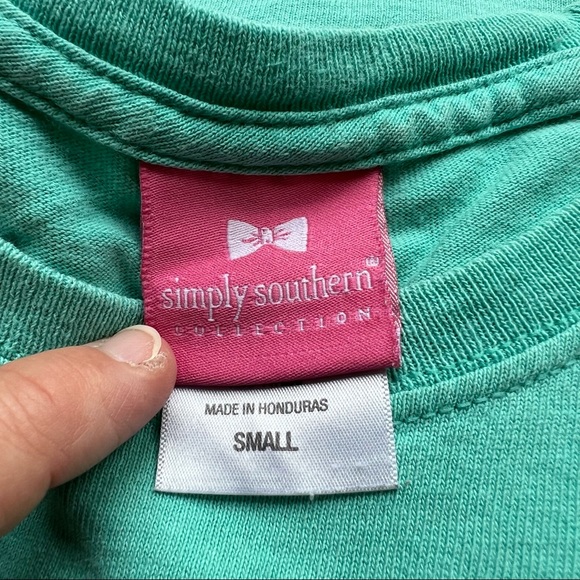 simply southern
COLLECTION
MADE IN HONDURAS
SMALL